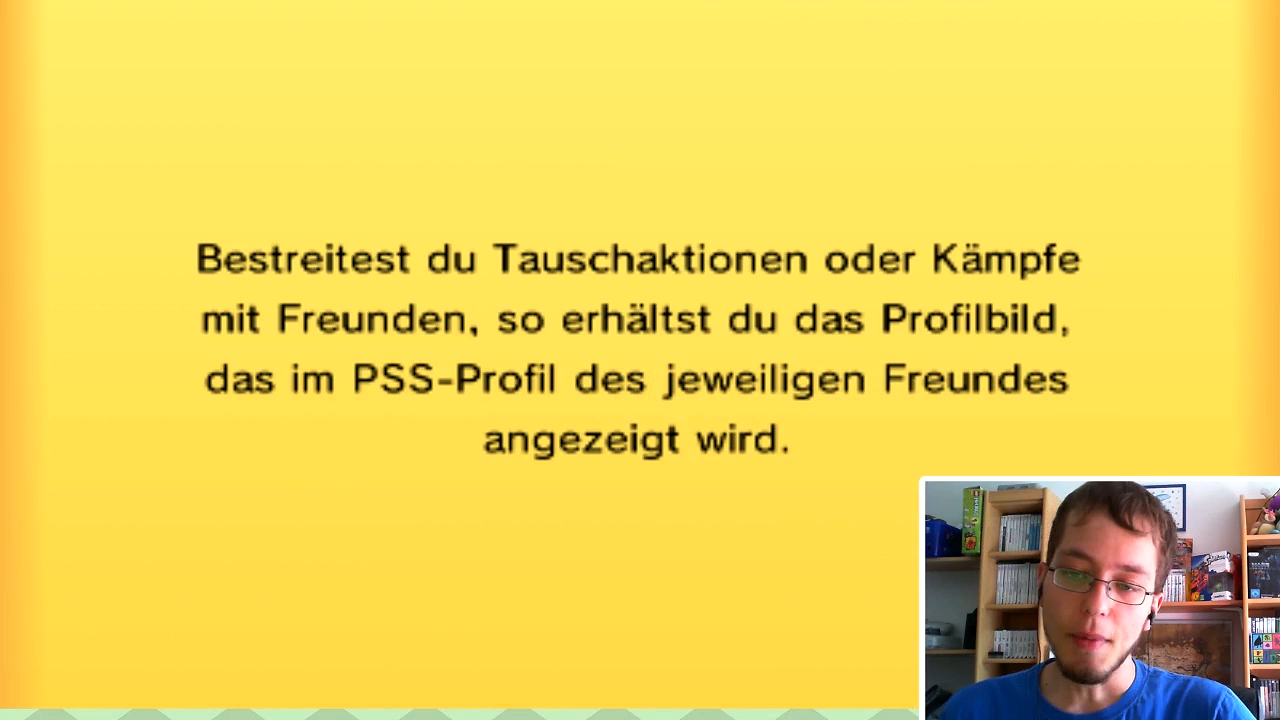 Bestreitest du Tauschaktionen oder Kämpfe
mit Freunden, so erhältst du das Profilbild,
das im PSS-Profil des jeweiligen Freundes
angezeigt wird.